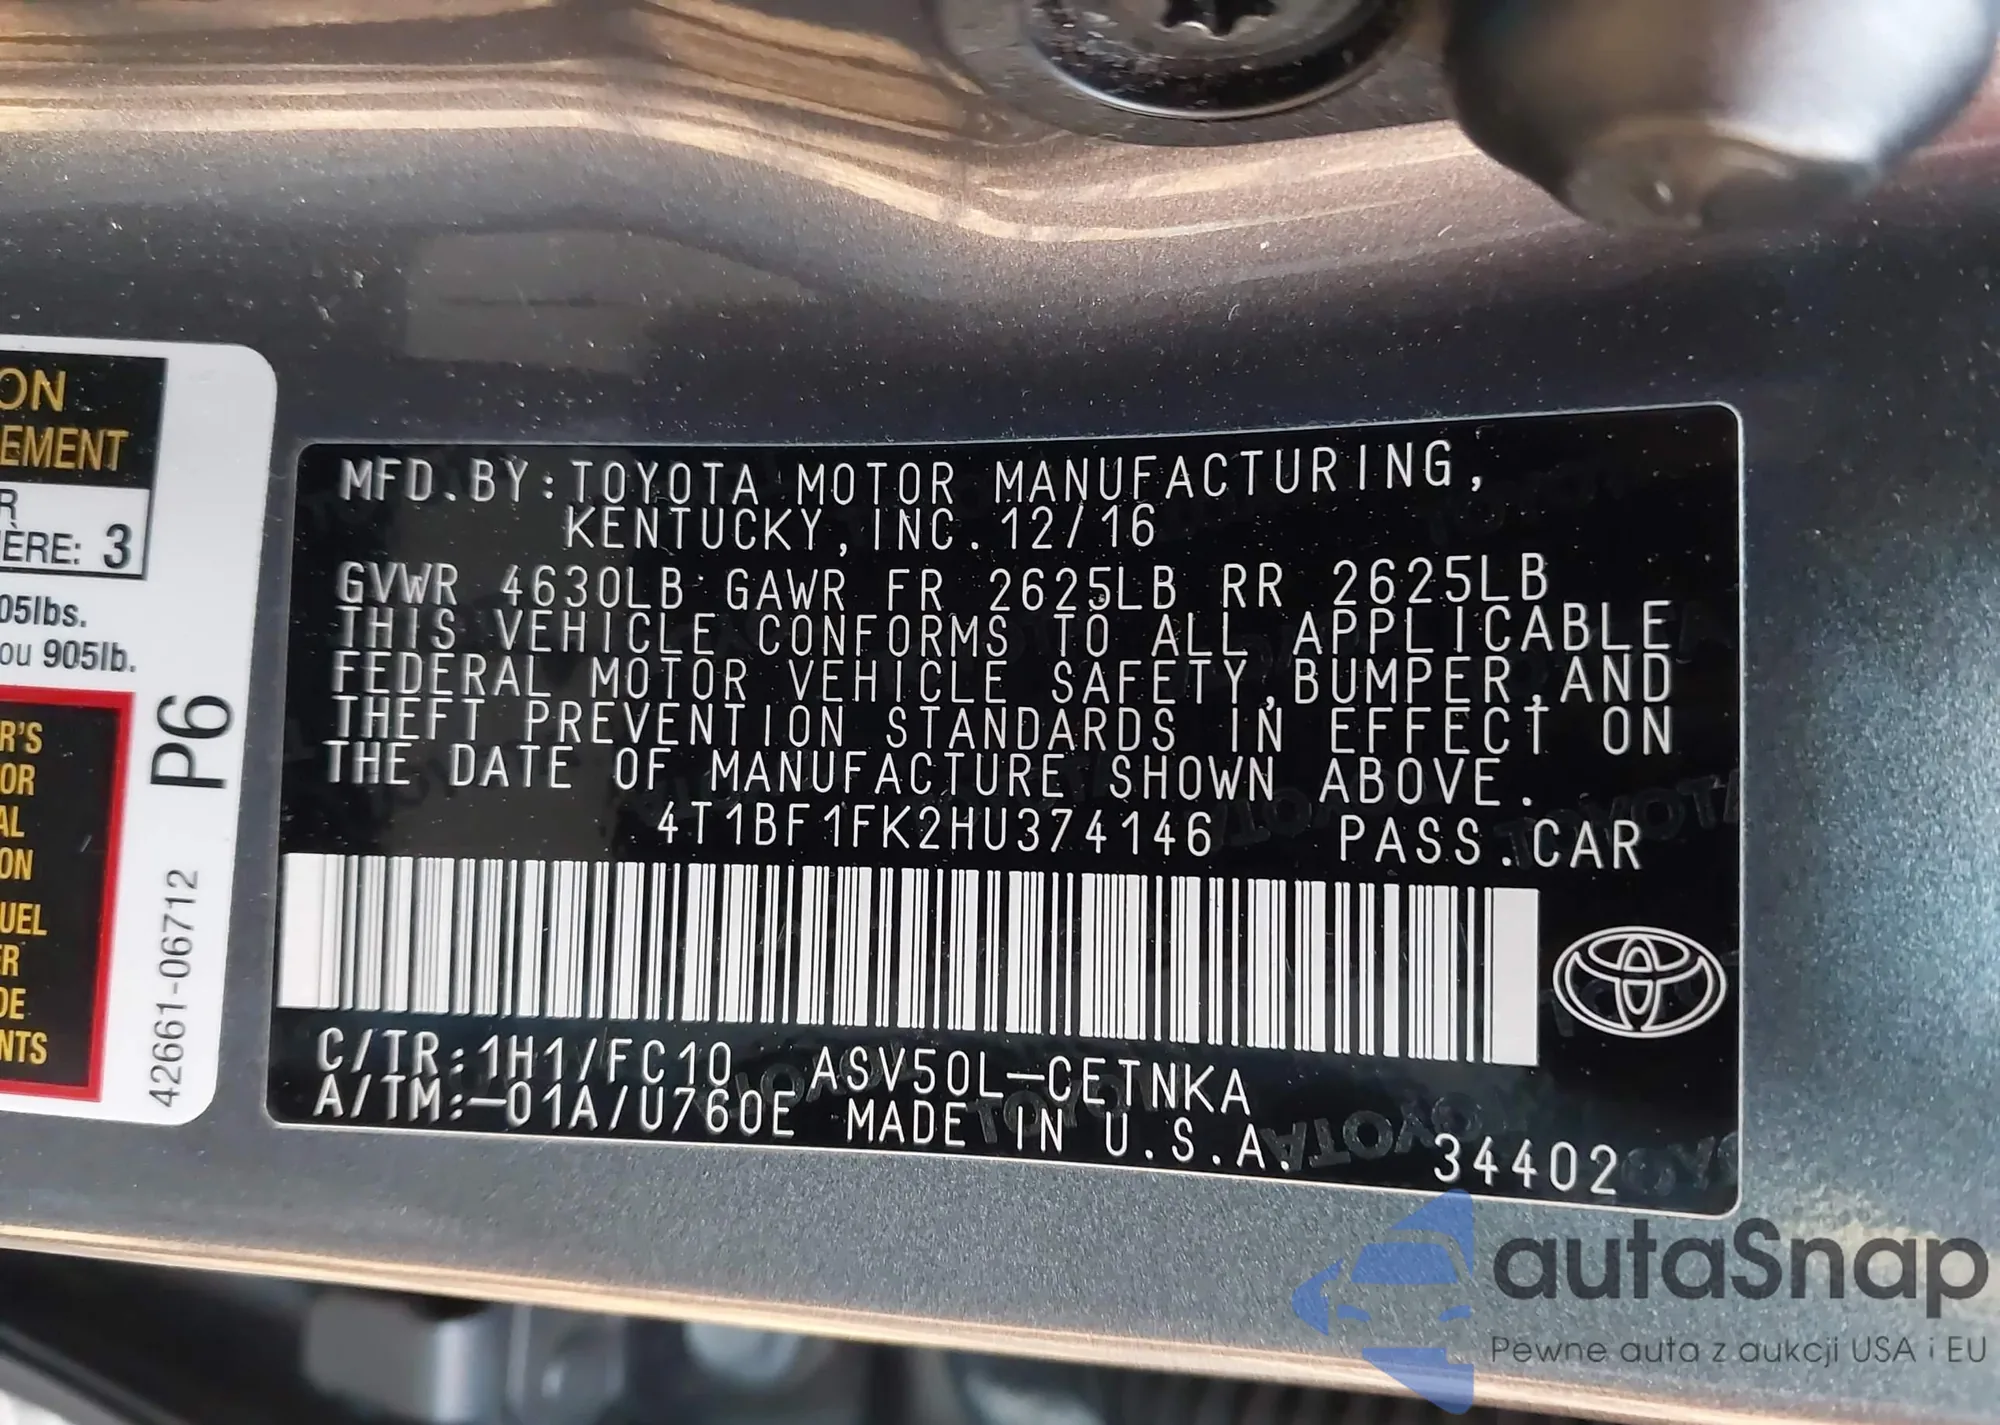 ON
EMENT
R
ÈRE: 3
05lbs.
ou 905lb.
R'S
OR
AL
ON
UEL
R
DE
NTS
P6
42661-06712
MFD.BY:TOYOTA MOTOR MANUFACTURING,
KENTUCKY,INC.12/16
GVWR 4630LB GAWR FR 2625LB RR 2625LB
THIS VEHICLE CONFORMS TO ALL APPLICABLE
FEDERAL MOTOR VEHICLE SAFETY,BUMPER,AND
THEFT PREVENTION STANDARDS IN EFFECT ON
THE DATE OF MANUFACTURE SHOWN ABOVE.
4T1BF1FK2HU374146 PASS.CAR
C/TR:1H1/FC10 ASV50L-CETNKA
A/TM:-01A/U760E MADE IN U.S.A.
34402
autaSnap
Pewne auta z aukcji USA i EU